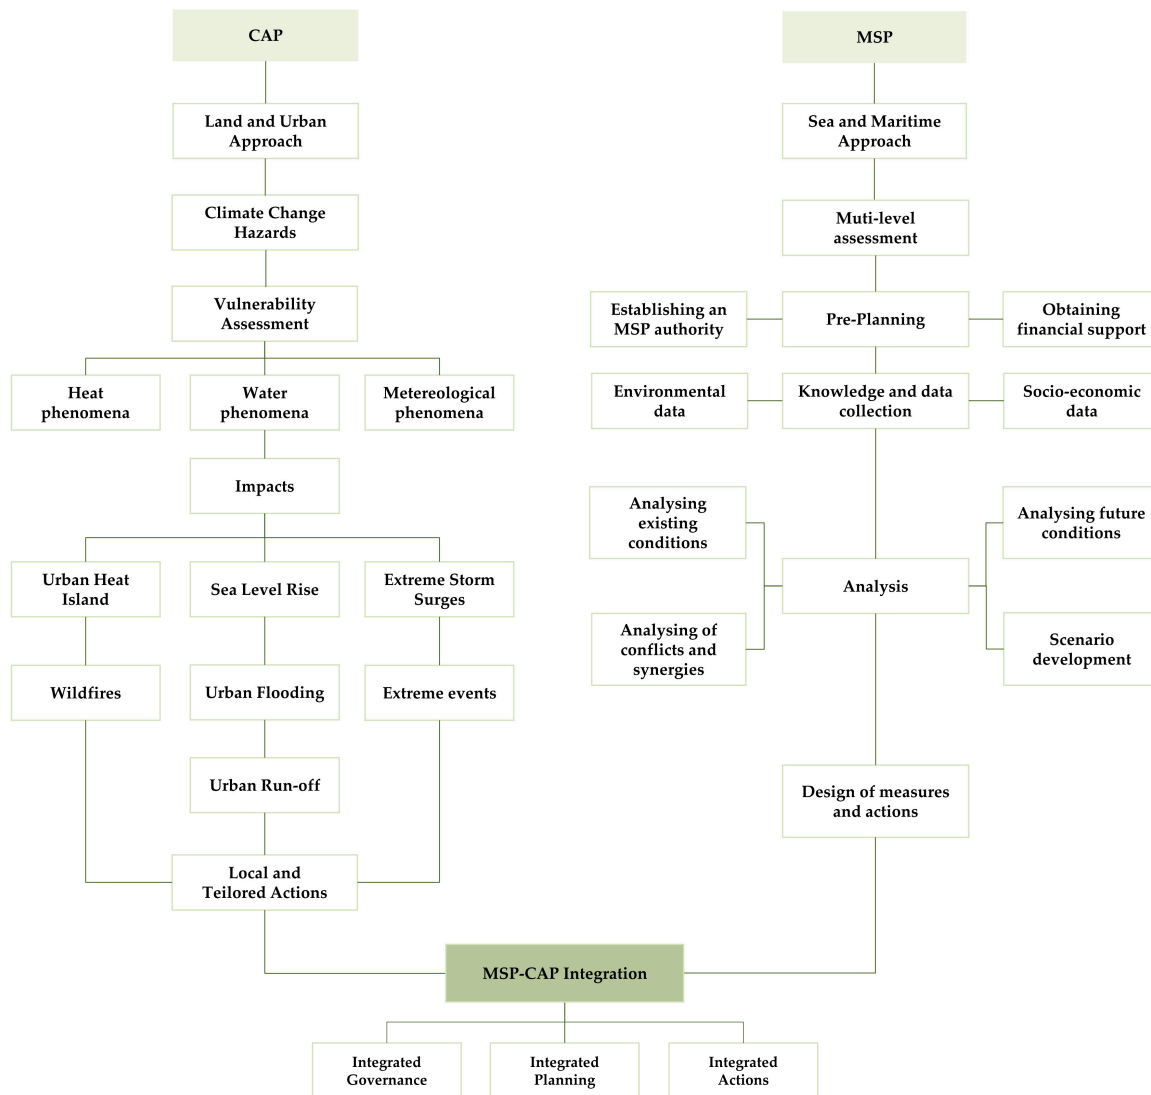 CAP
Land and Urban
Approach
Climate Change
Hazards
Vulnerability
Assessment
Heat
phenomena
Water
phenomena
Metereological
phenomena
Impacts
Urban Heat
Island
Sea Level Rise
Extreme Storm
Surges
Wildfires
Urban Flooding
Extreme events
Urban Run-off
Local and
Teilored Actions
MSP
Sea and Maritime
Approach
Muti-level
assessment
Establishing an
MSP authority
Pre-Planning
Obtaining
financial support
Environmental
data
Knowledge and data
collection
Socio-economic
data
Analysing
existing
conditions
Analysing future
conditions
Analysis
Analysing of
conflicts and
synergies
Scenario
development
Design of measures
and actions
MSP-CAP Integration
Integrated
Governance
Integrated
Planning
Integrated
Actions